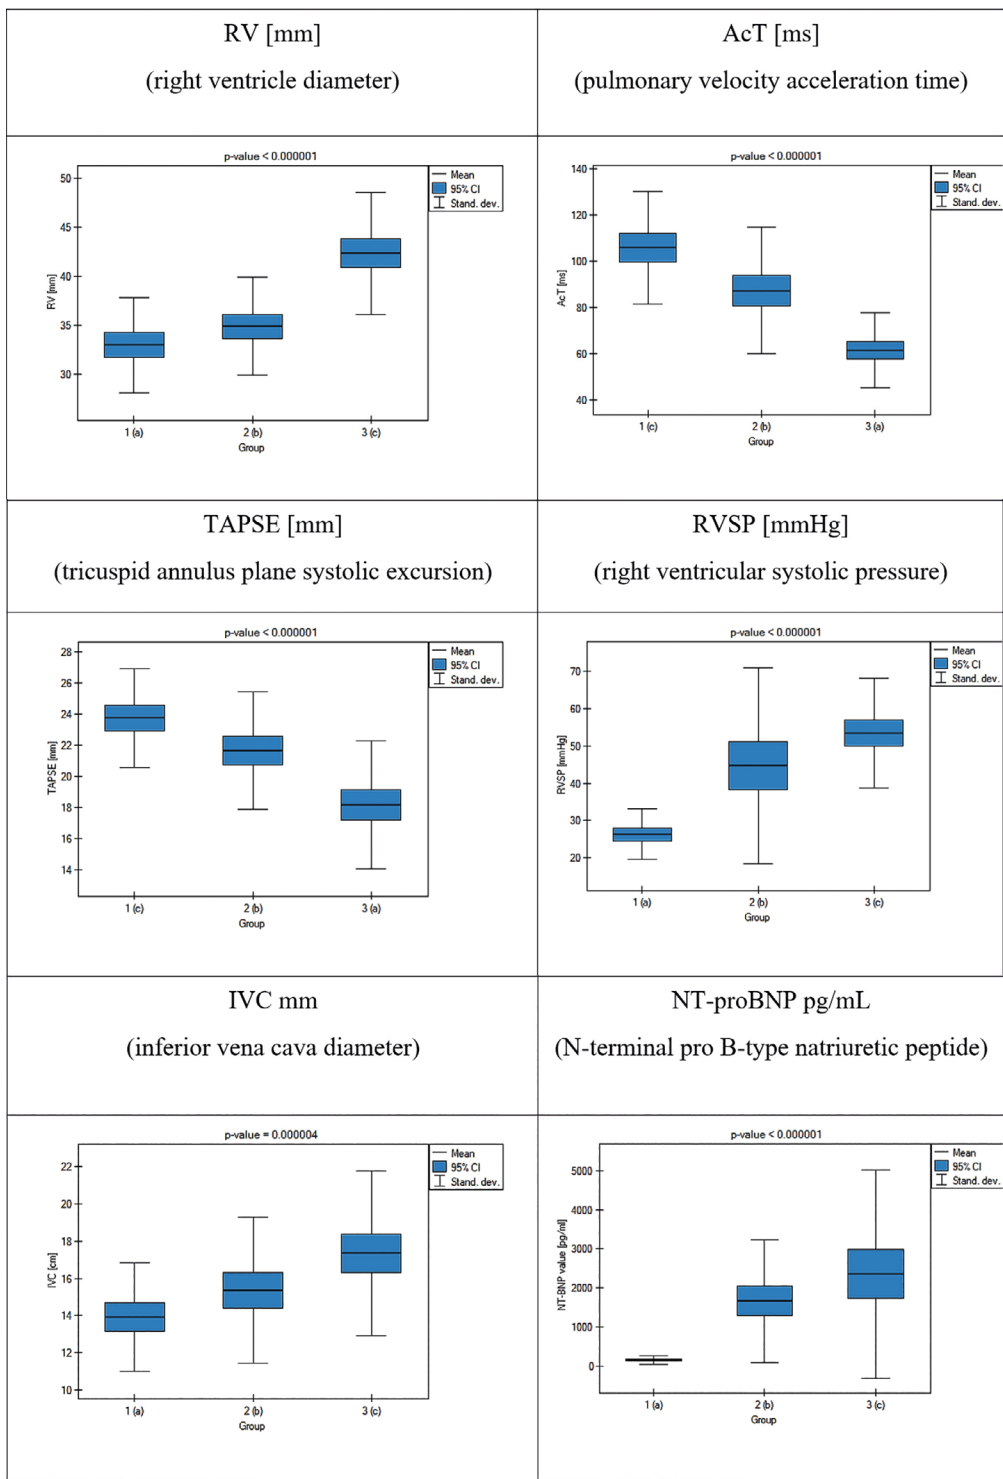 RV [mm]
(right ventricle diameter)
AcT [ms]
(pulmonary velocity acceleration time)
p-value < 0.000001
Mean
95% CI
Stand. dev.
50
45
40
35
30
RV [mm]
1 (a)
2 (b)
3 (c)
Group
p-value < 0.000001
Mean
95% CI
Stand. dev.
140
120
100
80
60
40
AcT [ms]
1 (c)
2 (b)
3 (a)
Group
TAPSE [mm]
(tricuspid annulus plane systolic excursion)
RVSP [mmHg]
(right ventricular systolic pressure)
p-value < 0.000001
Mean
95% CI
Stand. dev.
28
26
24
22
20
18
16
14
TAPSE [mm]
1 (c)
2 (b)
3 (a)
Group
p-value < 0.000001
Mean
95% CI
Stand. dev.
70
60
50
40
30
20
RVSP [mmHg]
1 (a)
2 (b)
3 (c)
Group
IVC mm
(inferior vena cava diameter)
NT-proBNP pg/mL
(N-terminal pro B-type natriuretic peptide)
p-value = 0.000004
Mean
95% CI
Stand. dev.
22
20
18
16
14
12
10
IVC [cm]
1 (a)
2 (b)
3 (c)
Group
p-value < 0.000001
Mean
95% CI
Stand. dev.
5000
4000
3000
2000
1000
0
NT-BNP value [pg/ml]
1 (a)
2 (b)
3 (c)
Group